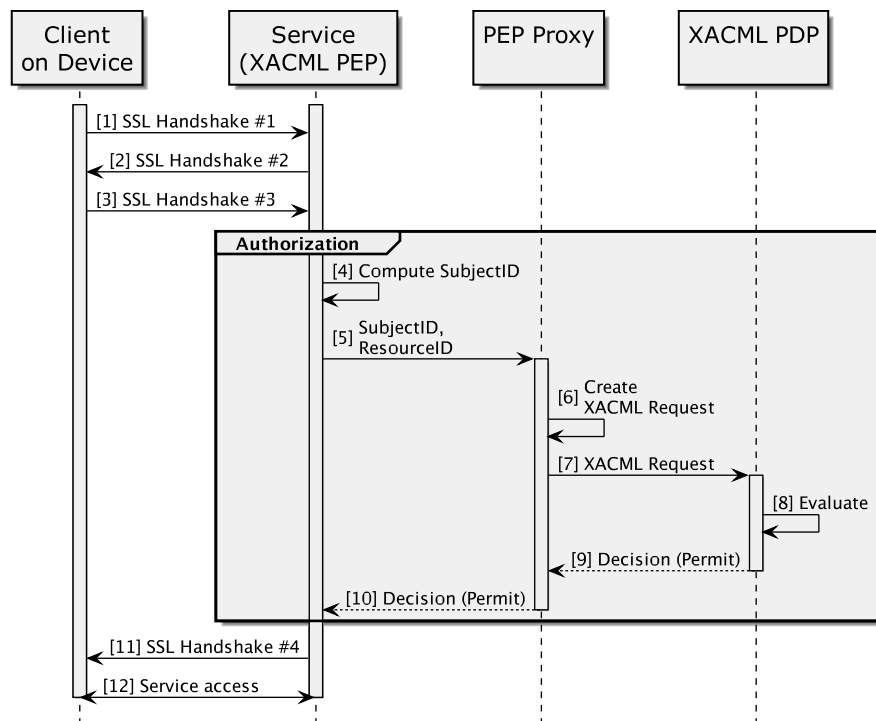 Client
on Device
Service
(XACML PEP)
PEP Proxy
XACML PDP
[1] SSL Handshake #1
[2] SSL Handshake #2
[3] SSL Handshake #3
Authorization
[4] Compute SubjectID
[5] SubjectID,
ResourceID
[6] Create
XACML Request
[7] XACML Request
[8] Evaluate
[9] Decision (Permit)
[10] Decision (Permit)
[11] SSL Handshake #4
[12] Service access